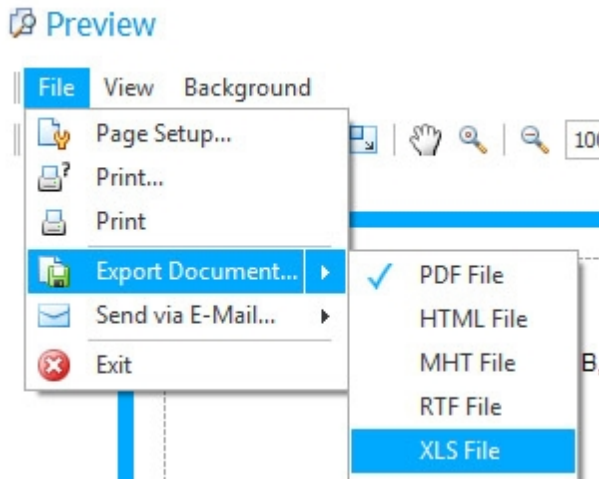 Preview
File View Background
Page Setup...
Print...
Print
Export Document...
Send via E-Mail...
Exit
PDF File
HTML File
MHT File
RTF File
XLS File